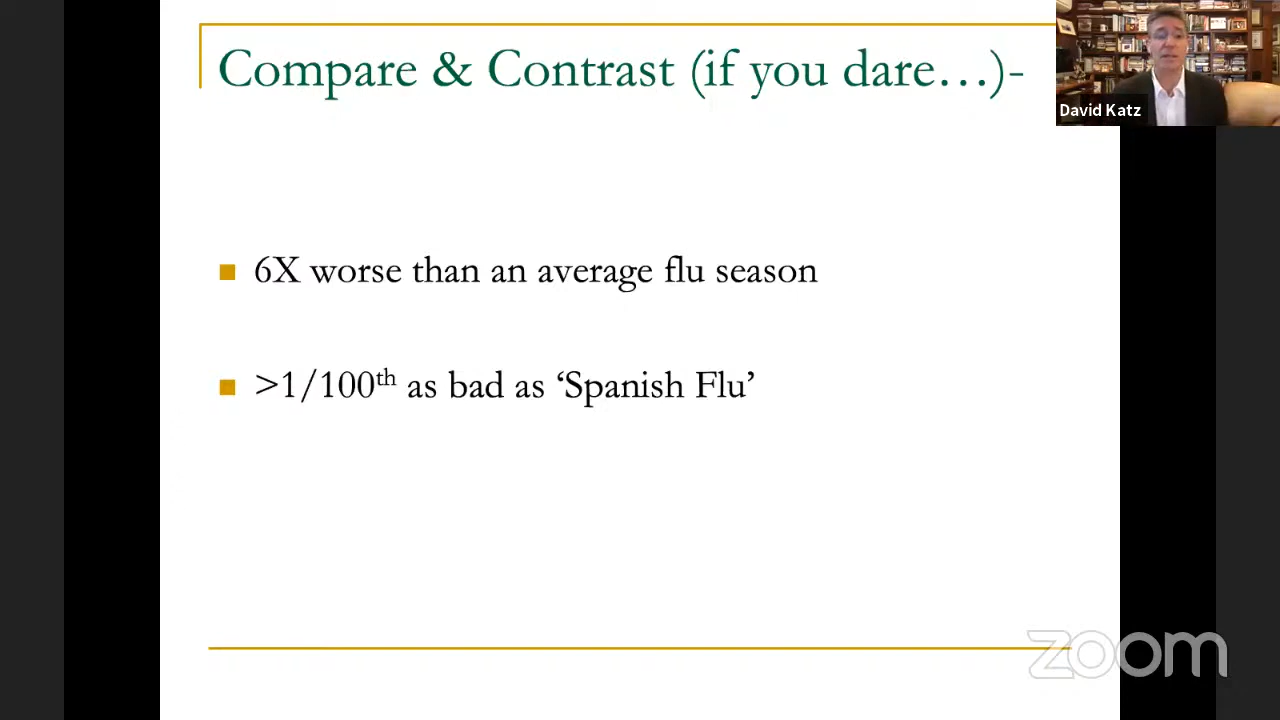 Compare & Contrast (if you dare…)-
David Katz
6X worse than an average flu season
>1/100th as bad as ‘Spanish Flu’
zoom